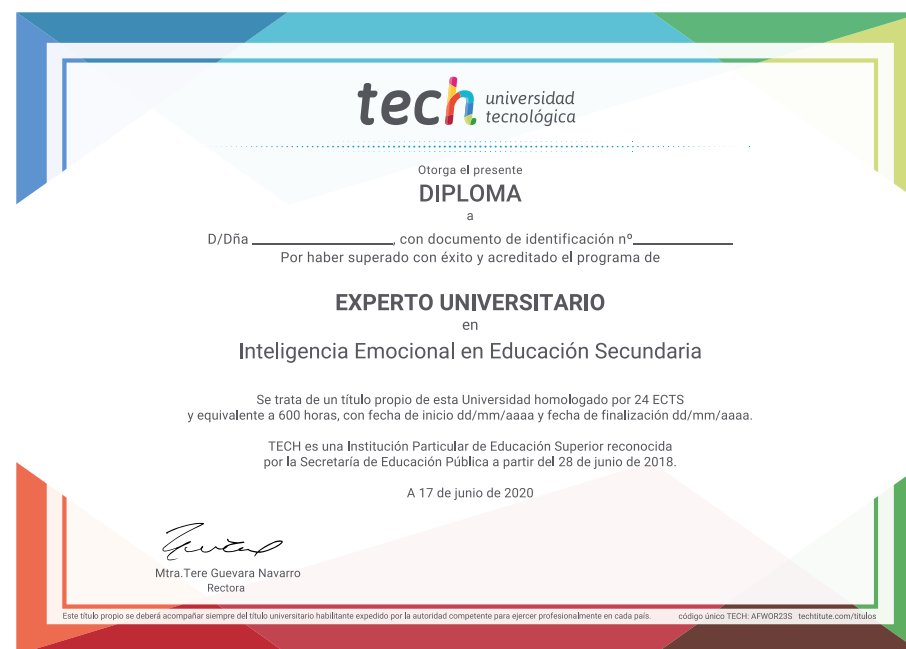 tech universidad
tecnológica
Otorga el presente
DIPLOMA
a
D/Dña ____________________, con documento de identificación nº______________
Por haber superado con éxito y acreditado el programa de
EXPERTO UNIVERSITARIO
en
Inteligencia Emocional en Educación Secundaria
Se trata de un título propio de esta Universidad homologado por 24 ECTS
y equivalente a 600 horas, con fecha de inicio dd/mm/aaaa y fecha de finalización dd/mm/aaaa.
TECH es una Institución Particular de Educación Superior reconocida
por la Secretaría de Educación Pública a partir del 28 de junio de 2018.
A 17 de junio de 2020
Mtra.Tere Guevara Navarro
Rectora
Este título propio se deberá acompañar siempre del título universitario habilitante expedido por la autoridad competente para ejercer profesionalmente en cada país. código único TECH: AFWOR23S techtitute.com/titulos